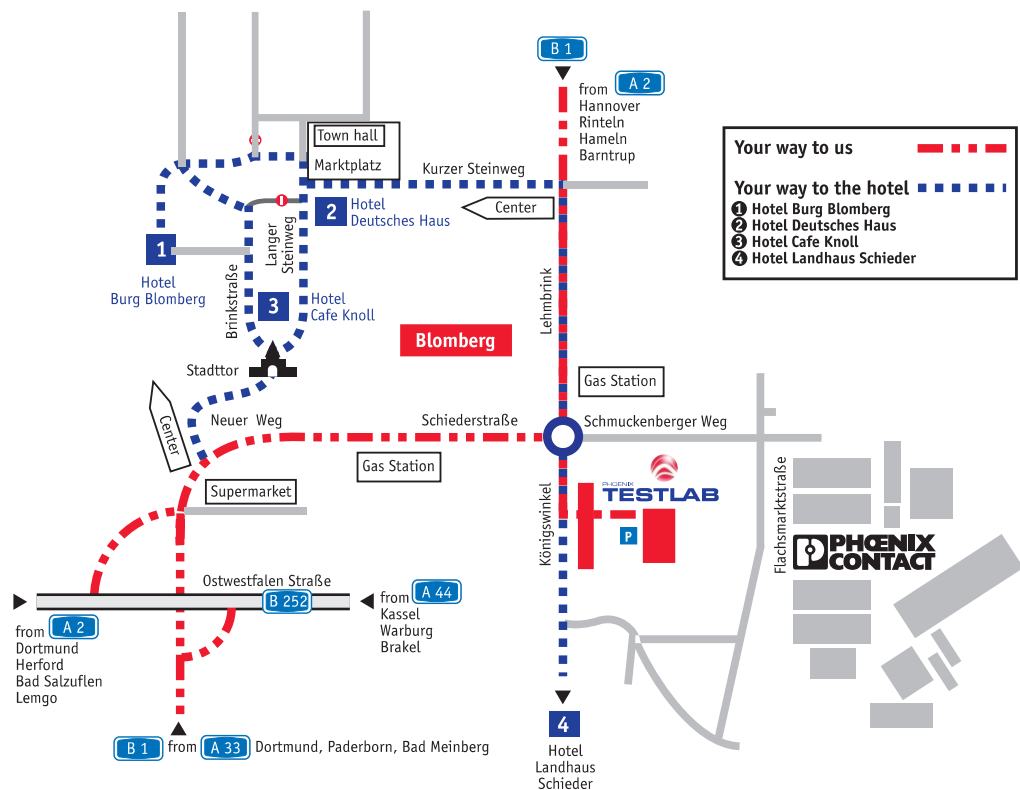 B 1
from A 2
Hannover
Rinteln
Hameln
Barntrup
Town hall
Marktplatz
Kurzer Steinweg
Center
Your way to us
Your way to the hotel
1 Hotel Burg Blomberg
2 Hotel Deutsches Haus
3 Hotel Cafe Knoll
4 Hotel Landhaus Schieder
2
Hotel
Deutsches Haus
1
Hotel
Burg Blomberg
Langer
Steinweg
Brinkstraße
3
Hotel
Cafe Knoll
Lehmbrink
Blomberg
Stadttor
Gas Station
Center
Neuer Weg
Schiederstraße
Schmuckenberger Weg
Gas Station
Supermarket
Königswinkel
PHOENIX
TESTLAB
P
Flachsmarktstraße
PHŒNIX
CONTACT
Ostwestfalen Straße
B 252
from A 2
Dortmund
Herford
Bad Salzuflen
Lemgo
from A 44
Kassel
Warburg
Brakel
4
Hotel
Landhaus
Schieder
B 1 from A 33 Dortmund, Paderborn, Bad Meinberg